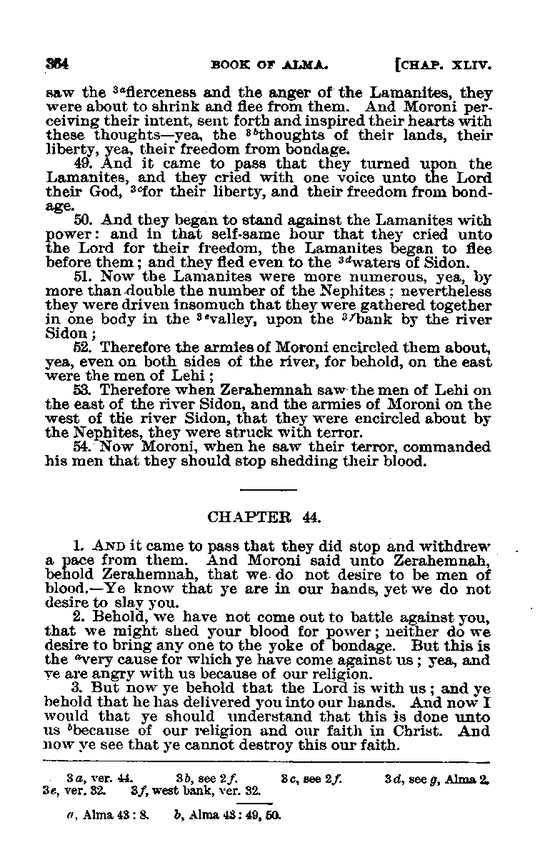 364 BOOK OF ALMA. [CHAP. XLIV.
saw the 3afierceness and the anger of the Lamanites, they
were about to shrink and flee from them. And Moroni per-
ceiving their intent, sent forth and inspired their hearts with
these thoughts—yea, the 3bthoughts of their lands, their
liberty, yea, their freedom from bondage.
49. And it came to pass that they turned upon the
Lamanites, and they cried with one voice unto the Lord
their God, 3cfor their liberty, and their freedom from bond-
age.
50. And they began to stand against the Lamanites with
power: and in that self-same hour that they cried unto
the Lord for their freedom, the Lamanites began to flee
before them; and they fled even to the 3dwaters of Sidon.
51. Now the Lamanites were more numerous, yea, by
more than double the number of the Nephites; nevertheless
they were driven insomuch that they were gathered together
in one body in the 3evalley, upon the 3fbank by the river
Sidon;
52. Therefore the armies of Moroni encircled them about,
yea, even on both sides of the river, for behold, on the east
were the men of Lehi;
53. Therefore when Zerahemnah saw the men of Lehi on
the east of the river Sidon, and the armies of Moroni on the
west of the river Sidon, that they were encircled about by
the Nephites, they were struck with terror.
54. Now Moroni, when he saw their terror, commanded
his men that they should stop shedding their blood.
CHAPTER 44.
1. AND it came to pass that they did stop and withdrew
a pace from them. And Moroni said unto Zerahemnah,
behold Zerahemnah, that we do not desire to be men of
blood.—Ye know that ye are in our hands, yet we do not
desire to slay you.
2. Behold, we have not come out to battle against you,
that we might shed your blood for power; neither do we
desire to bring any one to the yoke of bondage. But this is
the avery cause for which ye have come against us; yea, and
ye are angry with us because of our religion.
3. But now ye behold that the Lord is with us; and ye
behold that he has delivered you into our hands. And now I
would that ye should understand that this is done unto
us bbecause of our religion and our faith in Christ. And
now ye see that ye cannot destroy this our faith.
3a, ver. 44. 3b, see 2f. 3c, see 2f. 3d, see g, Alma 2.
3e, ver. 32. 3f, west bank, ver. 32.
a, Alma 43: 8. b, Alma 43: 49, 50.